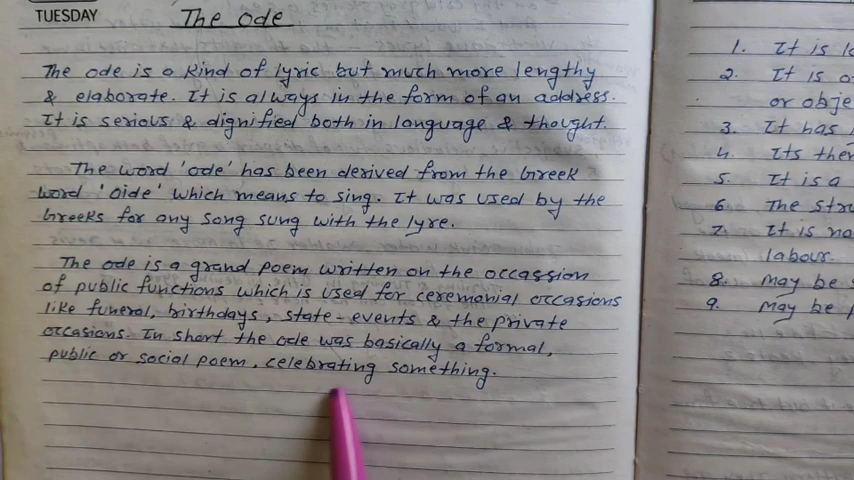 TUESDAY
The ode
The ode is a kind of lyric but much more lengthy
& elaborate. It is always in the form of an address.
It is serious & dignified both in language & thought.
The word 'ode' has been derived from the Greek
word 'oide' which means to sing. It was used by the
Greeks for any song sung with the lyre.
The ode is a grand poem written on the occassion
of public functions which is used for ceremonial occasions
like funeral, birthdays, state-events & the private
occasions. In short the ode was basically a formal,
public or social poem, celebrating something.
1. It is
2. It is
or
3. It has
4. Its
5. It is a
6. The
7. It is
labour.
8. may be
9. may be